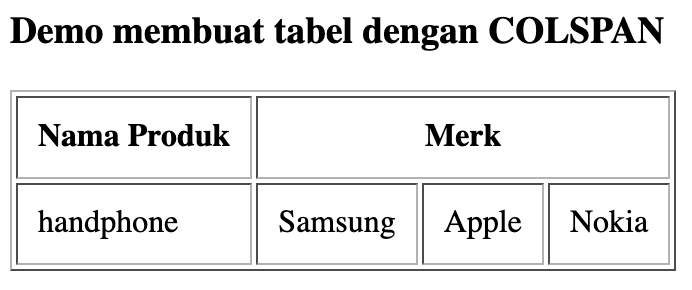 Demo membuat tabel dengan COLSPAN
Nama Produk Merk
handphone Samsung Apple Nokia